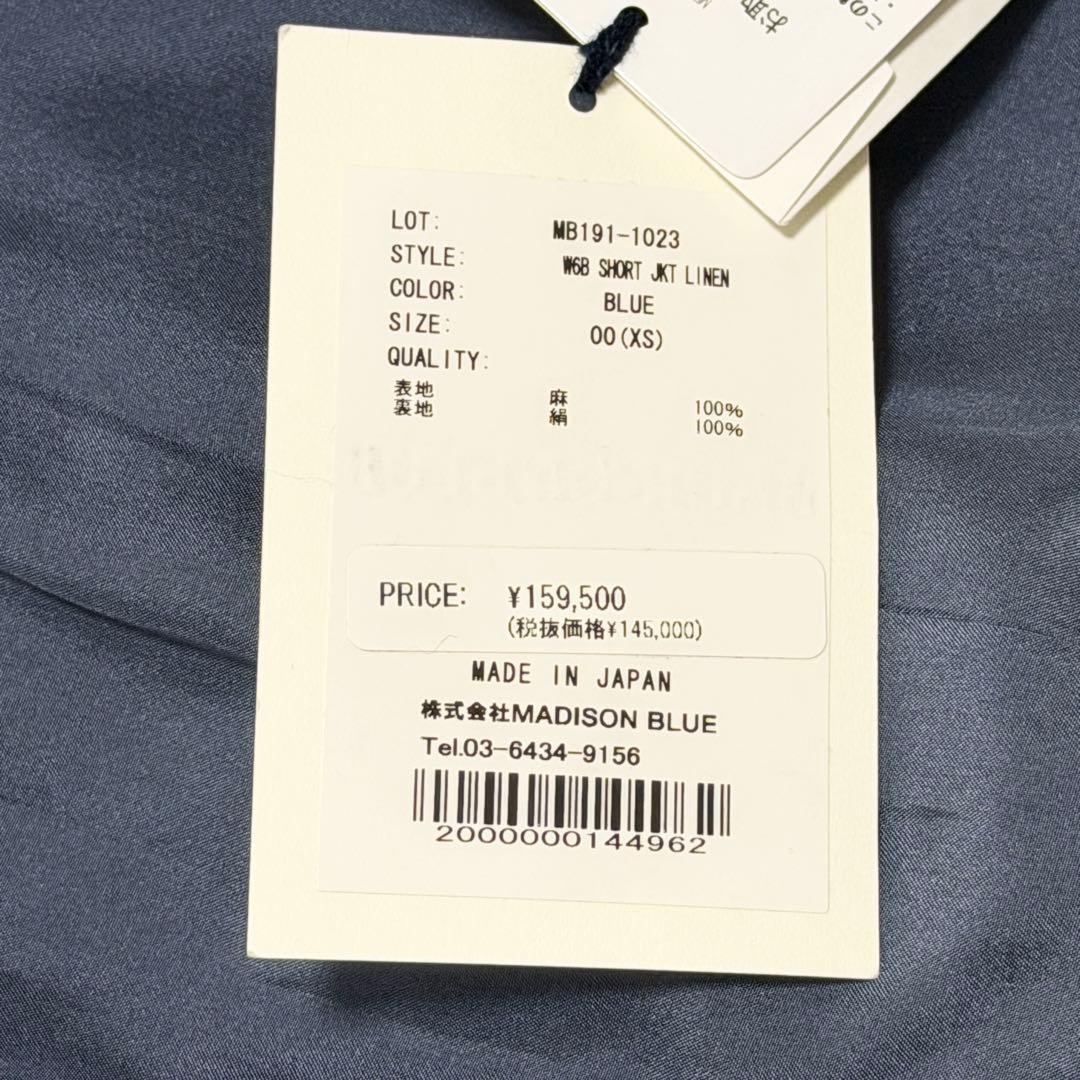 LOT: MB191-1023
STYLE: W6B SHORT JKT LINEN
COLOR: BLUE
SIZE: 00(XS)
QUALITY:
表地 麻 100%
裏地 絹 100%
PRICE: ¥159,500
(税抜価格¥145,000)
MADE IN JAPAN
株式会社MADISON BLUE
Tel.03-6434-9156
2000000144962